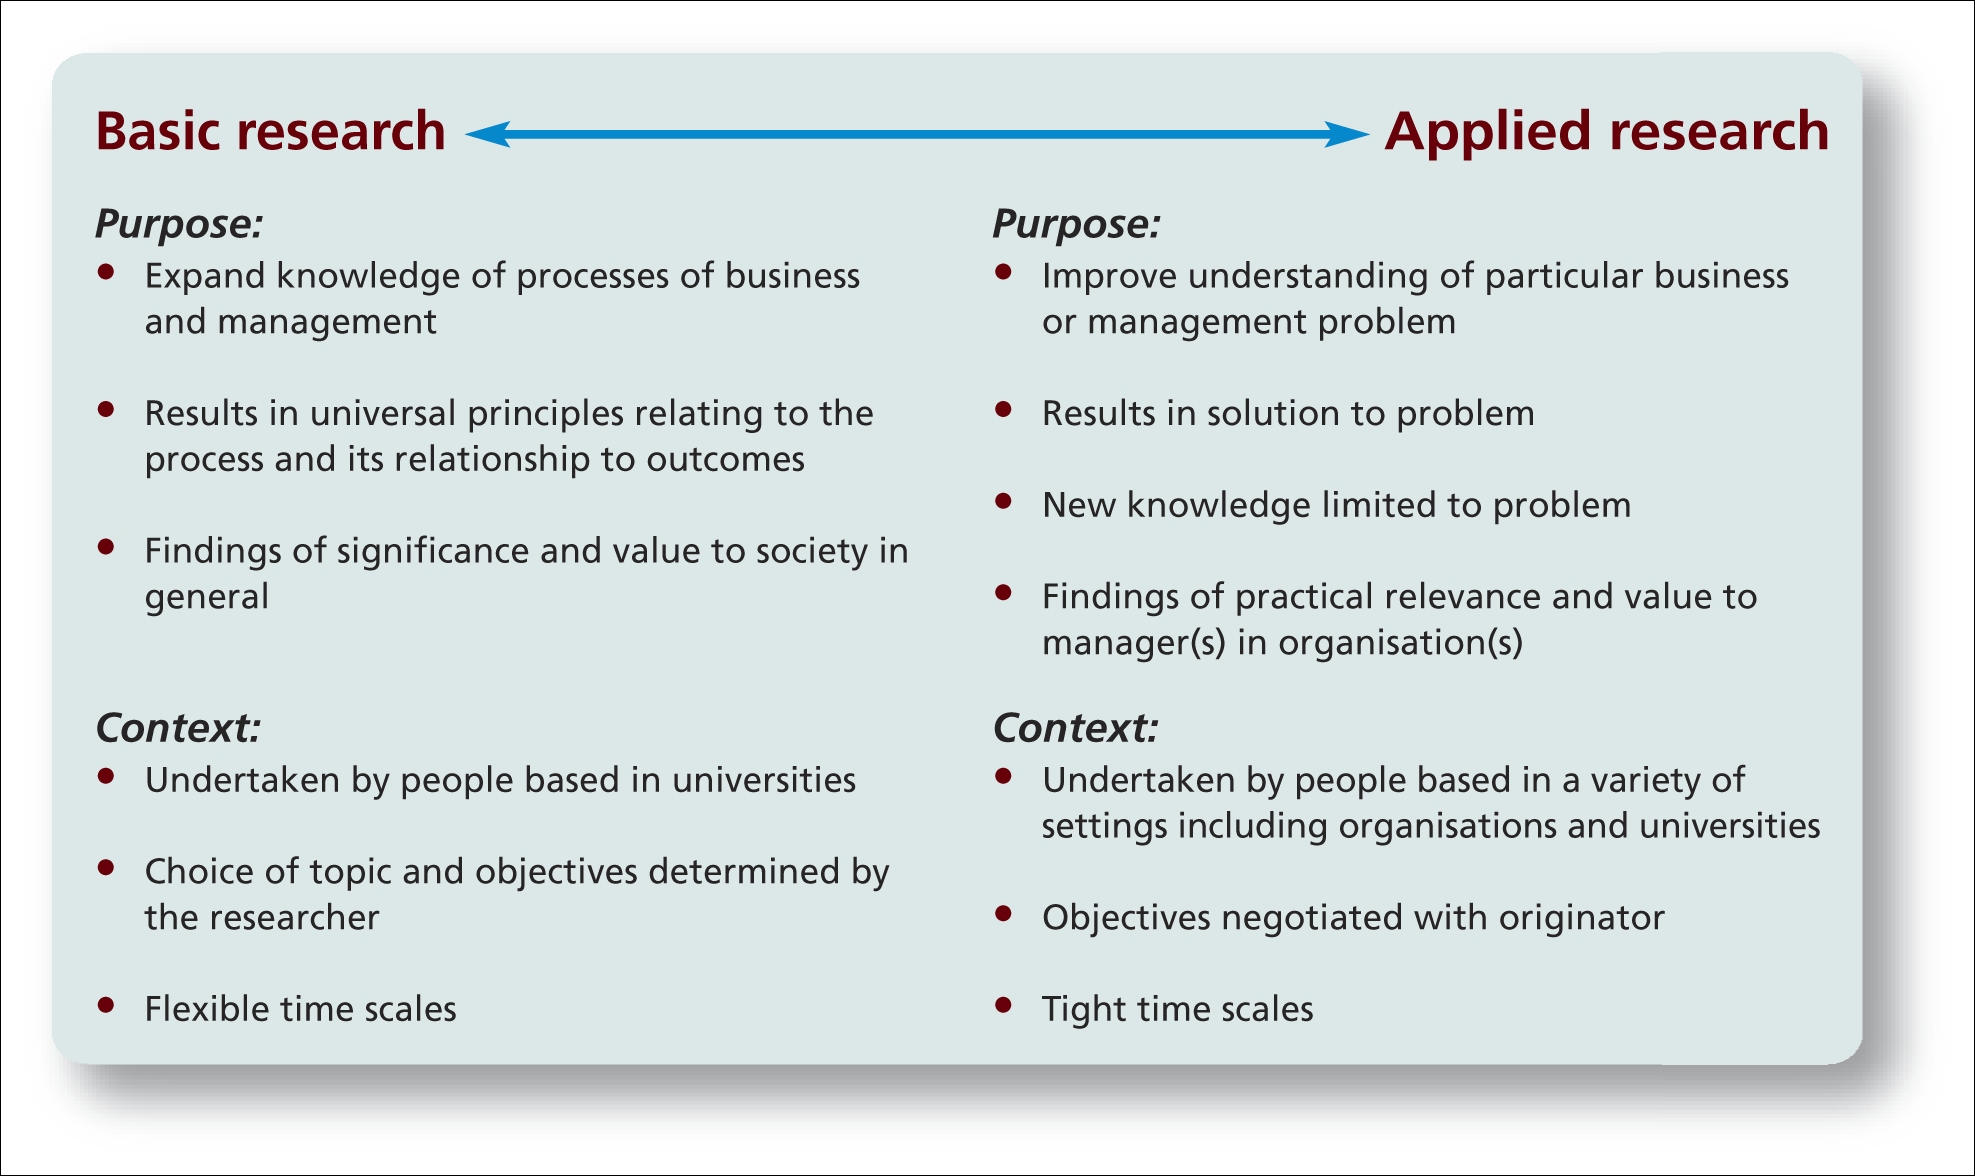 Basic research
Applied research
Purpose:
• Expand knowledge of processes of business
and management
• Results in universal principles relating to the
process and its relationship to outcomes
• Findings of significance and value to society in
general
Context:
• Undertaken by people based in universities
• Choice of topic and objectives determined by
the researcher
• Flexible time scales
Purpose:
• Improve understanding of particular business
or management problem
• Results in solution to problem
• New knowledge limited to problem
• Findings of practical relevance and value to
manager(s) in organisation(s)
Context:
• Undertaken by people based in a variety of
settings including organisations and universities
• Objectives negotiated with originator
• Tight time scales